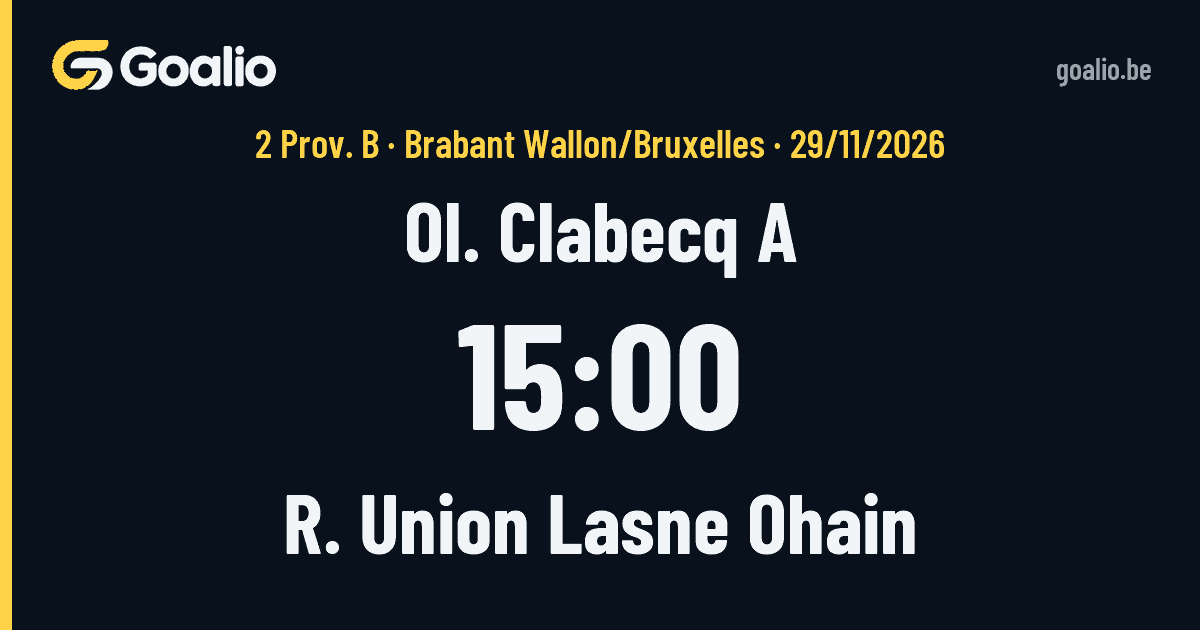 Goalio
goalio.be
2 Prov. B · Brabant Wallon/Bruxelles · 29/11/2026
Ol. Clabecq A
15:00
R. Union Lasne Ohain